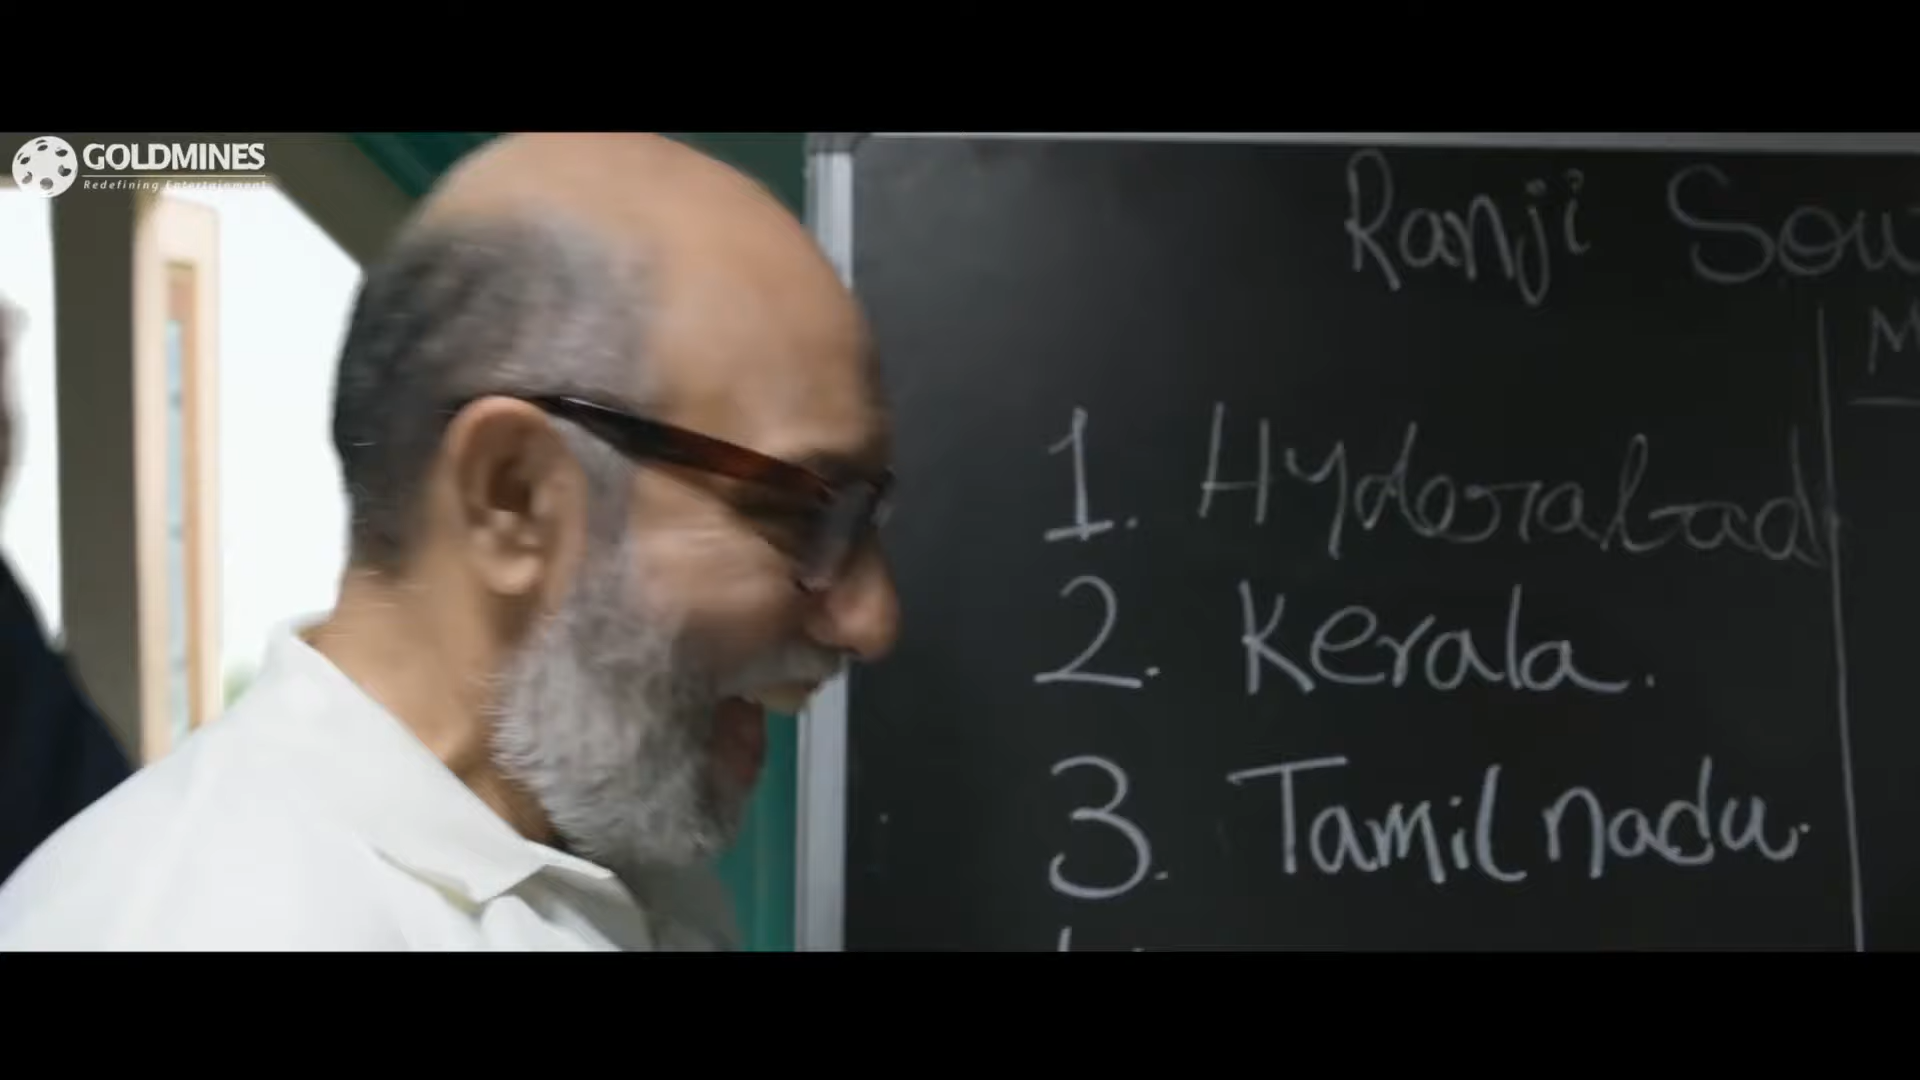 GOLDMINES
Redefining Entertainment
Ranji
1. Hyderabad
2. Kerala.
3. Tamilnadu.